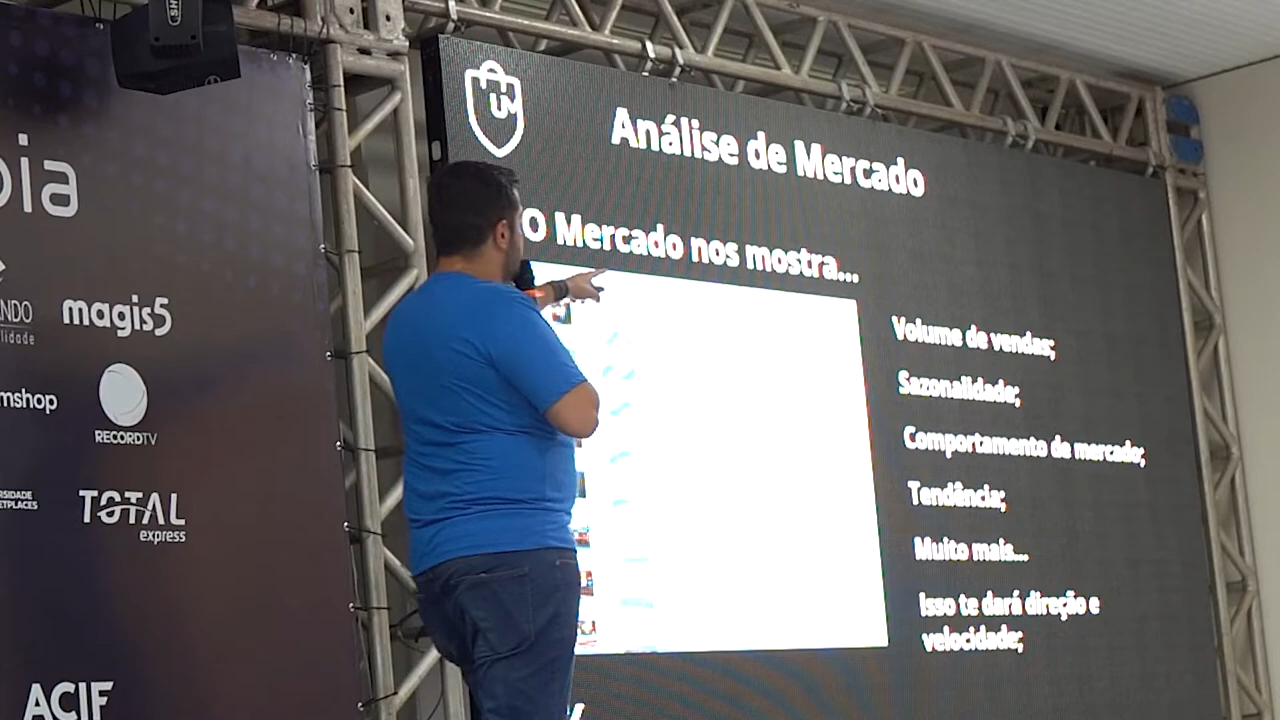 Análise de Mercado
O Mercado nos mostra...
Volume de vendas;
Sazonalidade;
Comportamento de mercado;
Tendência;
Muito mais...
Isso te dará direção e
velocidade;
magis5
RECORDTV
TOTAL
express
ACIF